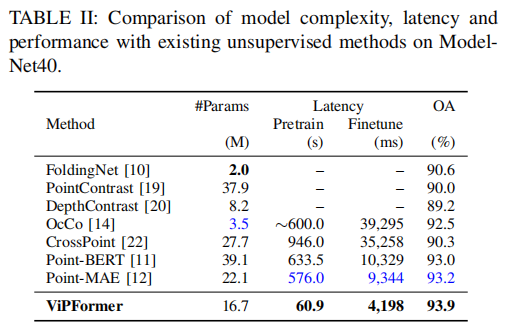 TABLE II: Comparison of model complexity, latency and
performance with existing unsupervised methods on Model-
Net40.
#Params Latency OA
Method Pretrain Finetune
(M) (s) (ms) (%)
FoldingNet [10] 2.0 – – 90.6
PointContrast [19] 37.9 – – 90.0
DepthContrast [20] 8.2 – – 89.2
OcCo [14] 3.5 ~600.0 39,295 92.5
CrossPoint [22] 27.7 946.0 35,258 90.3
Point-BERT [11] 39.1 633.5 10,329 93.0
Point-MAE [12] 22.1 576.0 9,344 93.2
ViPFormer 16.7 60.9 4,198 93.9